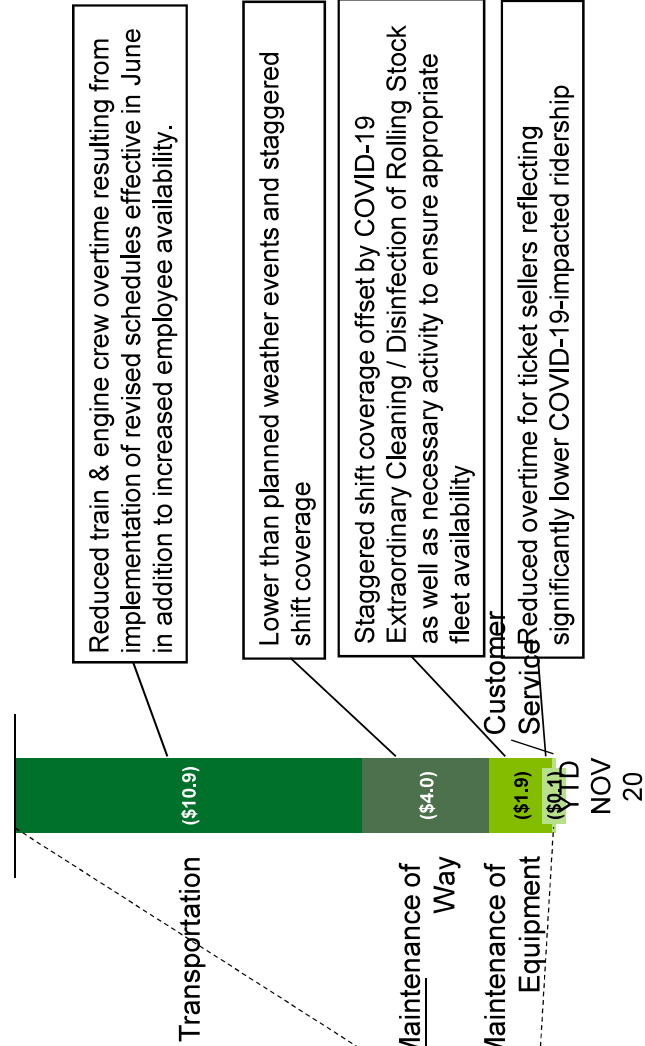 Reduced train & engine crew overtime resulting from
implementation of revised schedules effective in June
in addition to increased employee availability.
Lower than planned weather events and staggered
shift coverage
Staggered shift coverage offset by COVID-19
Extraordinary Cleaning / Disinfection of Rolling Stock
as well as necessary activity to ensure appropriate
fleet availability
Reduced overtime for ticket sellers reflecting
significantly lower COVID-19-impacted ridership
Customer
Service
($10.9)
($4.0)
($1.9)
($0.1)
YTD
NOV
20
Transportation
Maintenance of
Way
Maintenance of
Equipment